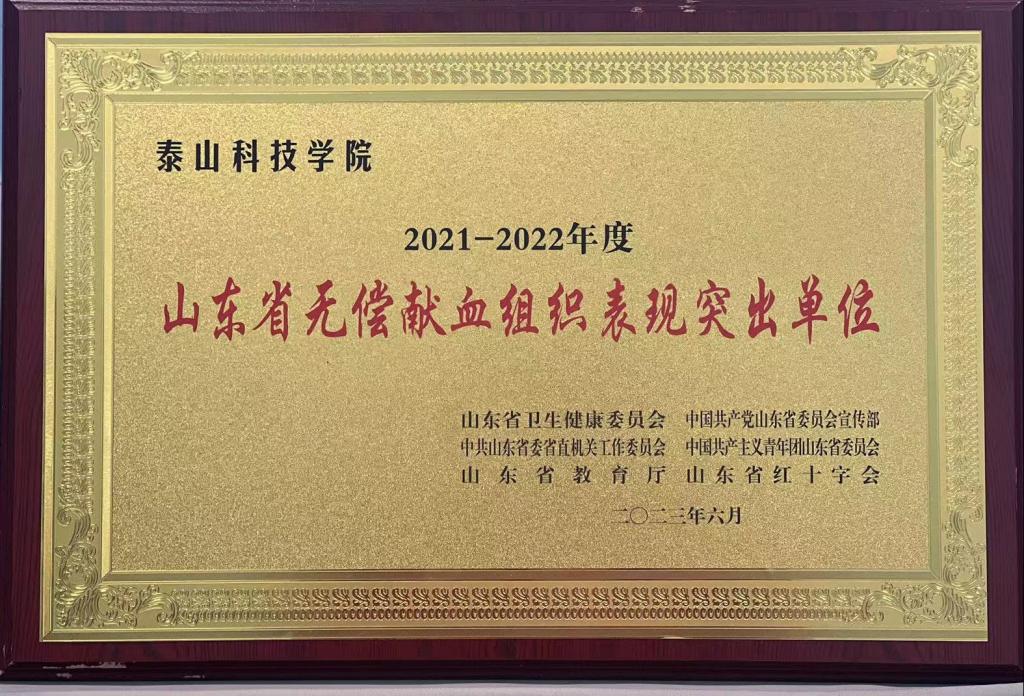 泰山科技学院
2021-2022年度
山东省无偿献血组织表现突出单位
山东省卫生健康委员会 中国共产党山东省委员会宣传部
中共山东省委省直机关工作委员会 中国共产主义青年团山东省委员会
山东省教育厅 山东省红十字会
二〇二三年六月